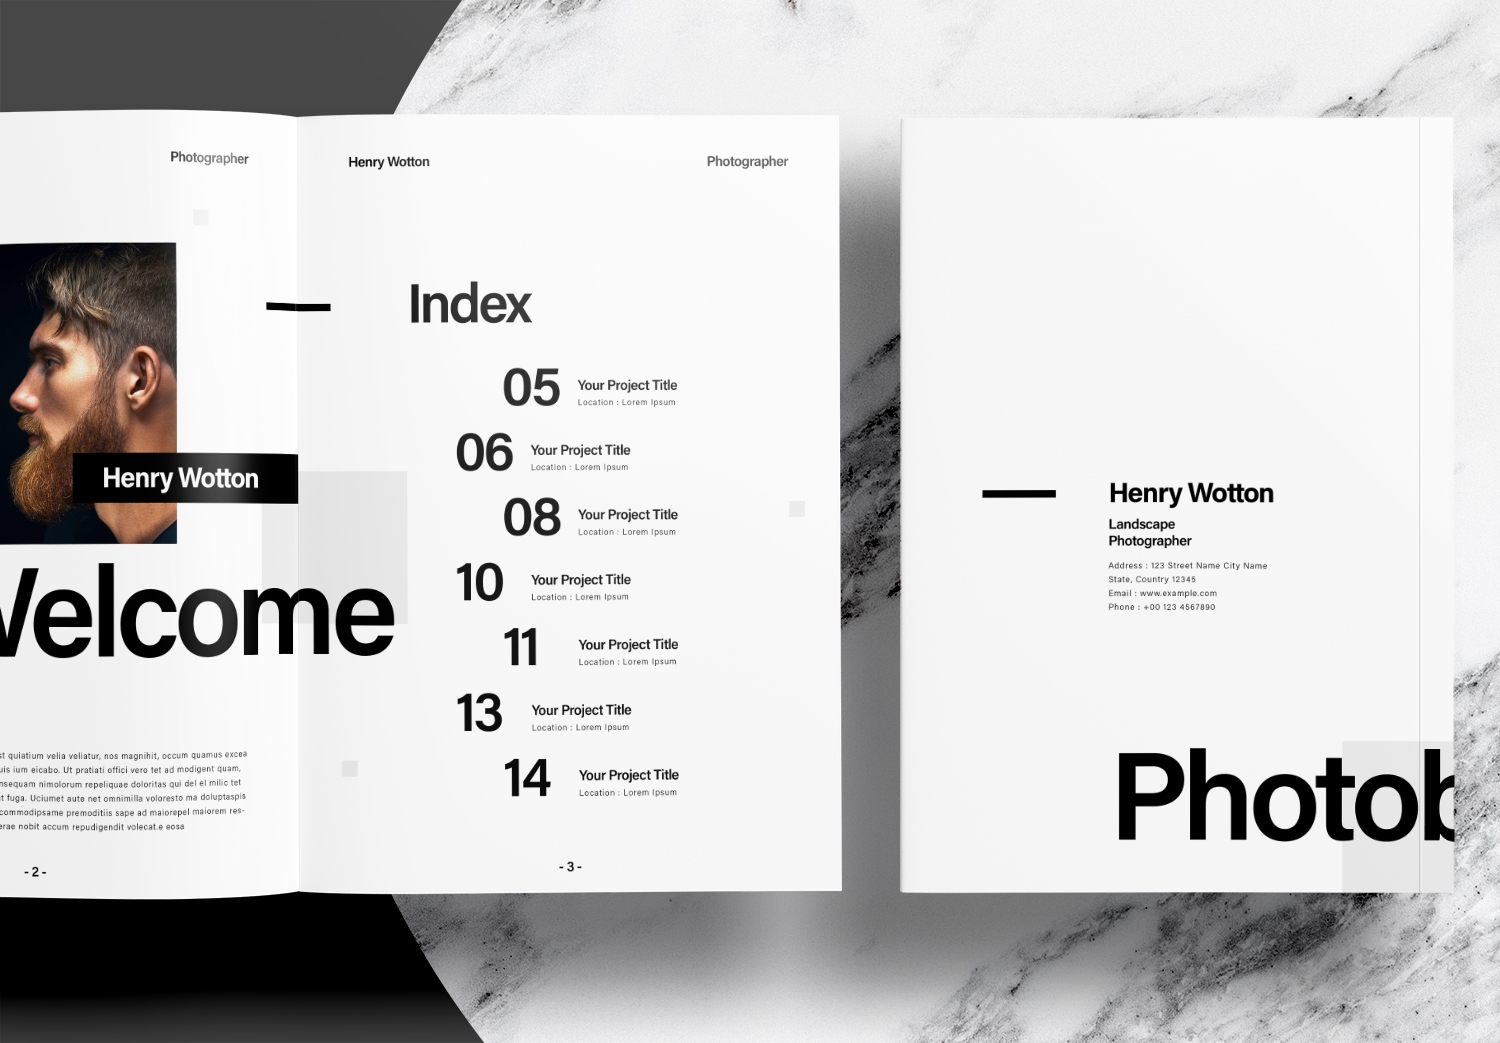 Photographer
Henry Wotton
Welcome
quiatium velia veliatur, nos magnihit, occum quamus excea
ium eicabo. Ut pratiati offici vero tet ad modigent quam,
nimolorum repeliquae doloritas qui del el milic tet
fuga. Uciumet aute net omnimilla voloresto ma doluptaspis
commodipsame premoditiis sape ad maiorepel maiorem res-
nobit accum repudigendit volecat.e eosa
- 2 -
Henry Wotton
Photographer
Index
05 Your Project Title
Location : Lorem Ipsum
06 Your Project Title
Location : Lorem Ipsum
08 Your Project Title
Location : Lorem Ipsum
10 Your Project Title
Location : Lorem Ipsum
11 Your Project Title
Location : Lorem Ipsum
13 Your Project Title
Location : Lorem Ipsum
14 Your Project Title
Location : Lorem Ipsum
- 3 -
Henry Wotton
Landscape
Photographer
Address : 123 Street Name City Name
State, Country 12345
Email : www.example.com
Phone : +00 123 4567890
Photob